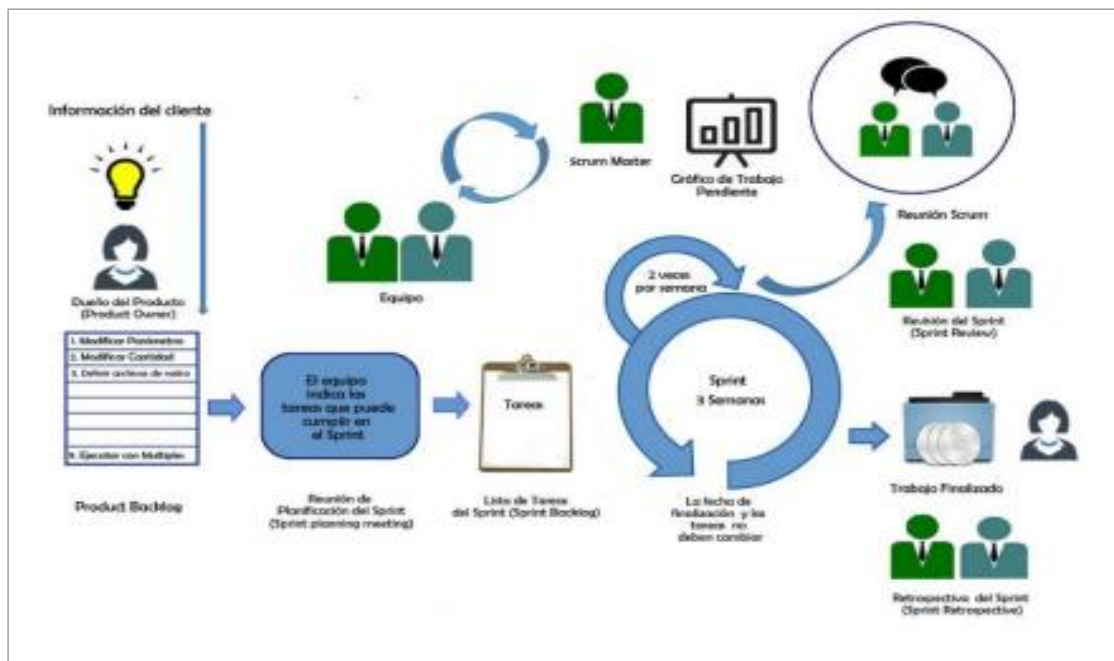 Información del cliente
Dueño del Producto
(Product Owner)
1. Modificar Parámetros
2. Modificar Cantidad
3. Definir archivos de
9. Ejecutar con Multiples
Product Backlog
El equipo
indica las
tareas que puede
cumplir en
el Sprint
Reunión de
Planificación del Sprint
(Sprint planning meeting)
Equipo
Scrum Master
Gráfico de Trabajo
Pendiente
Tareas
Lista de Tareas
del Sprint (Sprint Backlog)
2 veces
por semana
Sprint
3 Semanas
La fecha de
finalización y las
tareas no
deben cambiar
Reunión Scrum
Revisión del Sprint
(Sprint Review)
Trabajo Finalizado
Retrospectiva del Sprint
(Sprint Retrospective)